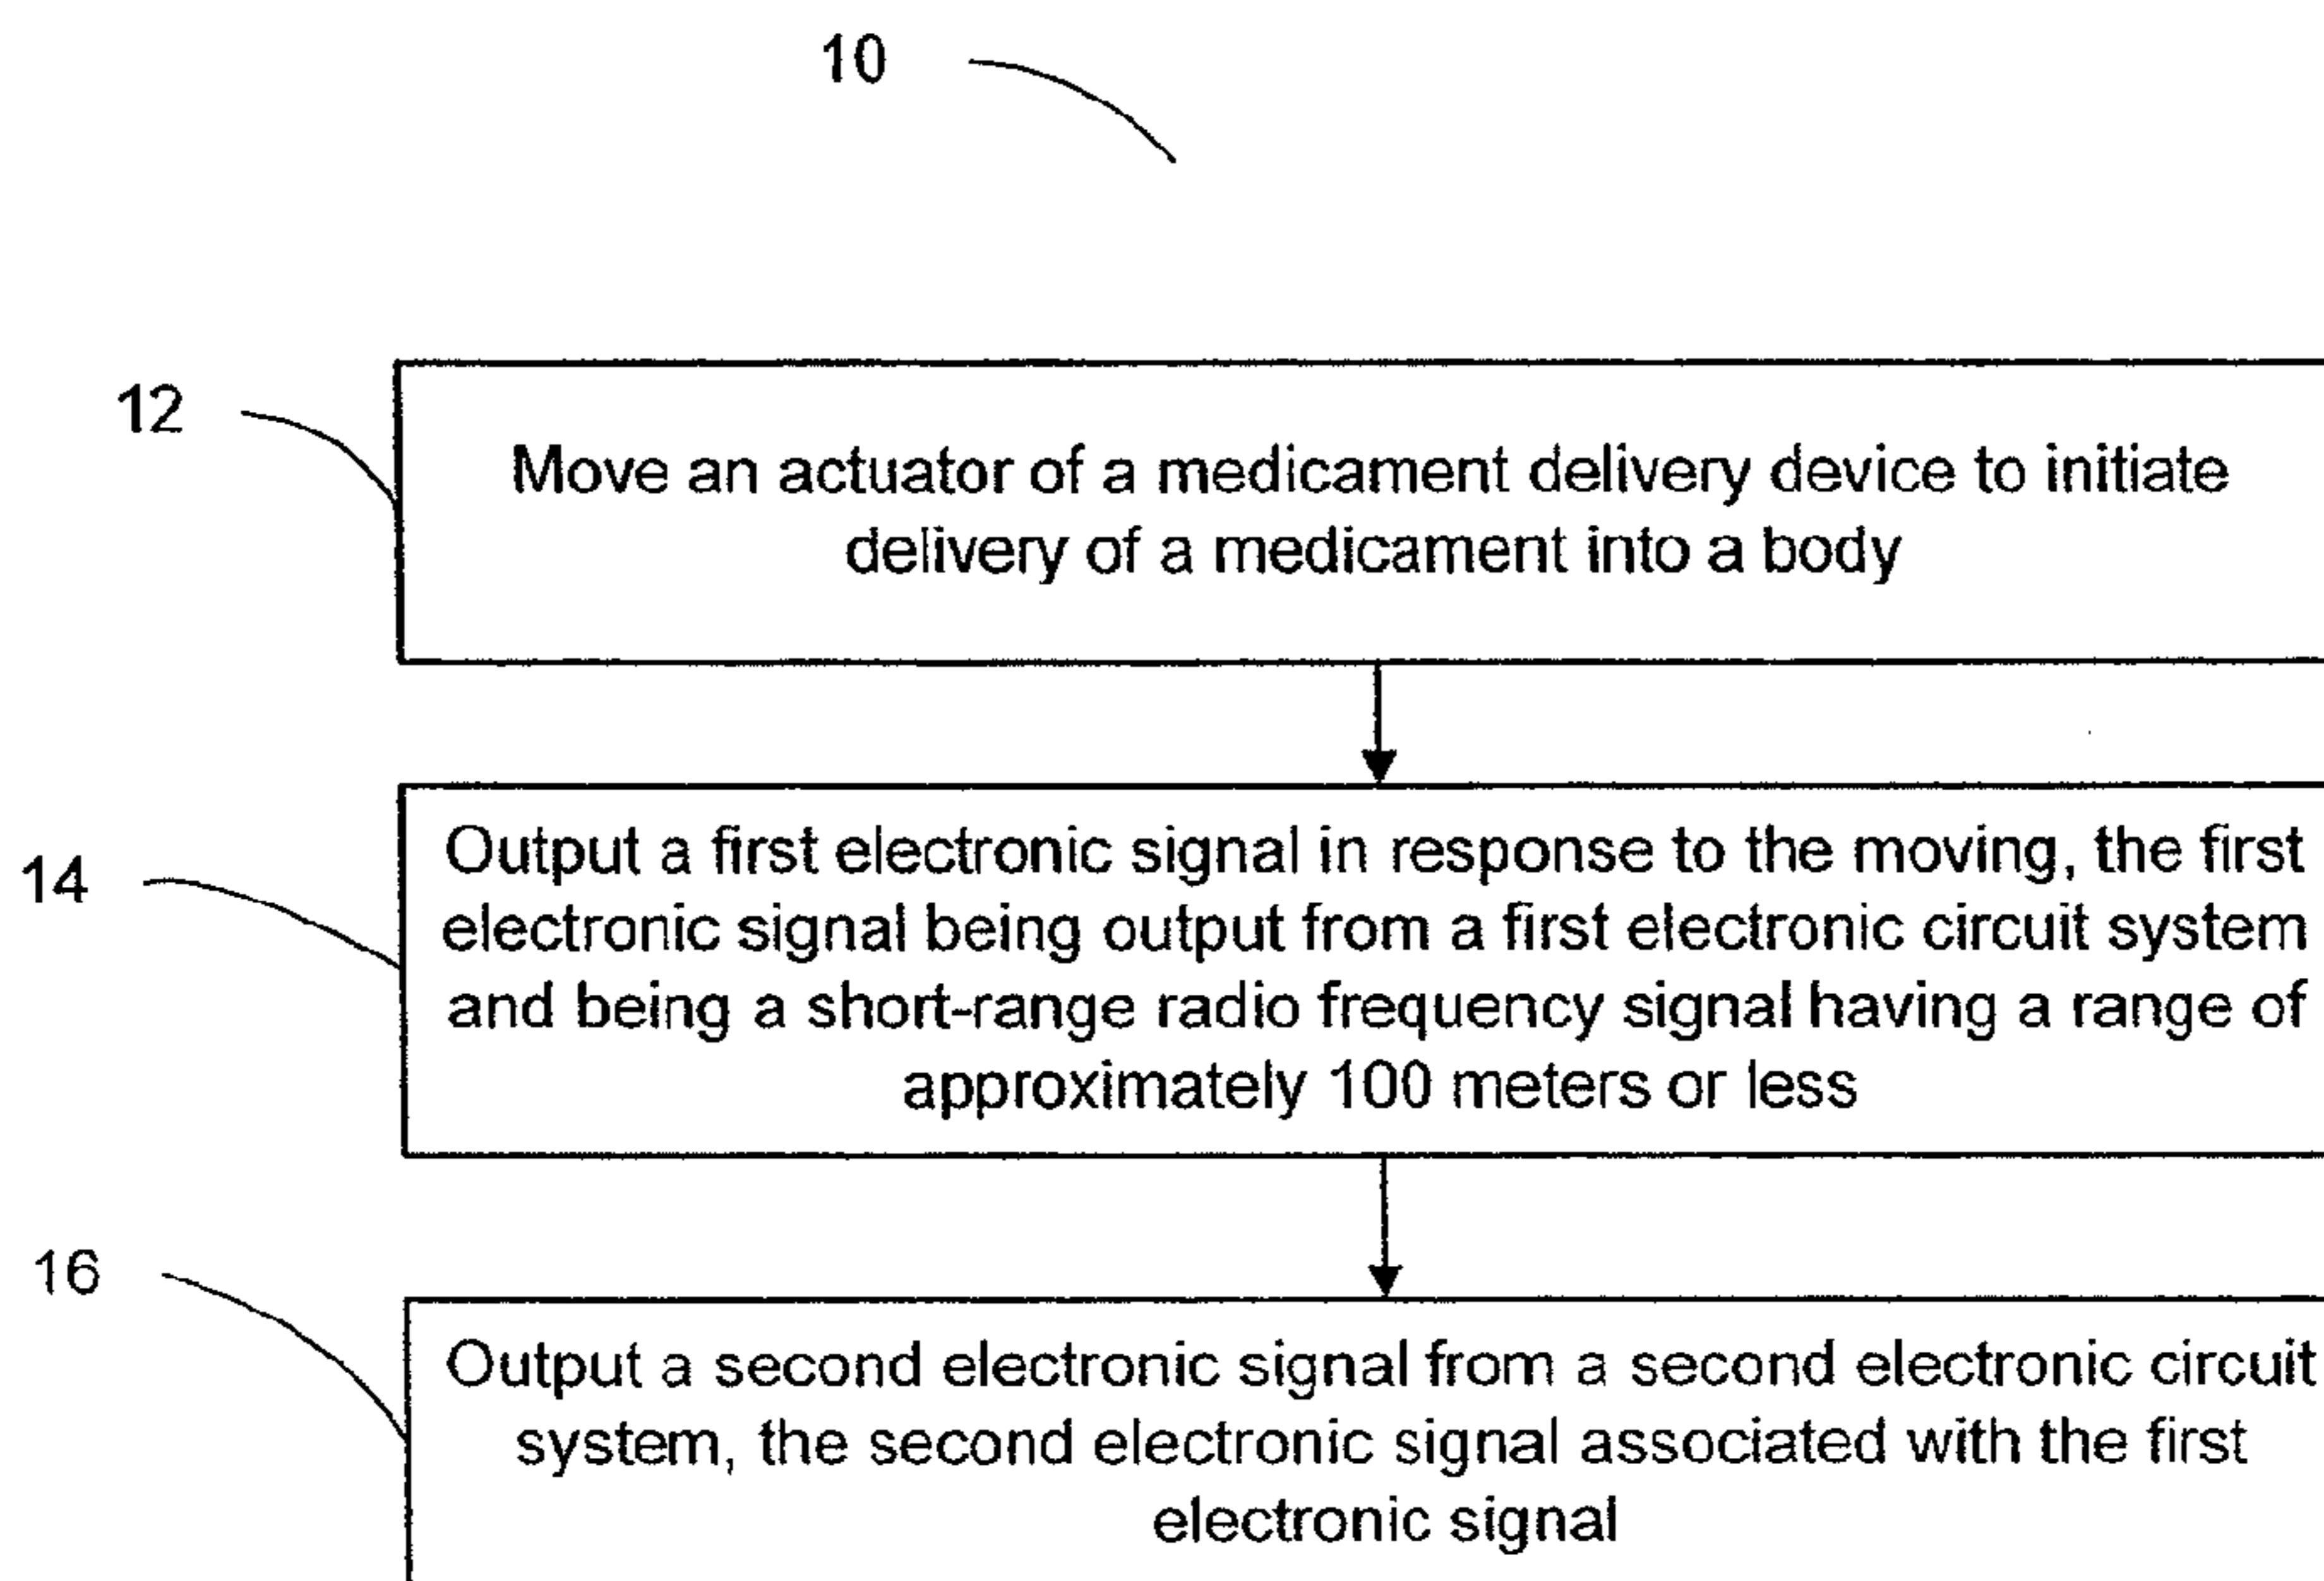 10
12
Move an actuator of a medicament delivery device to initiate
delivery of a medicament into a body
14
Output a first electronic signal in response to the moving, the first
electronic signal being output from a first electronic circuit system
and being a short-range radio frequency signal having a range of
approximately 100 meters or less
16
Output a second electronic signal from a second electronic circuit
system, the second electronic signal associated with the first
electronic signal